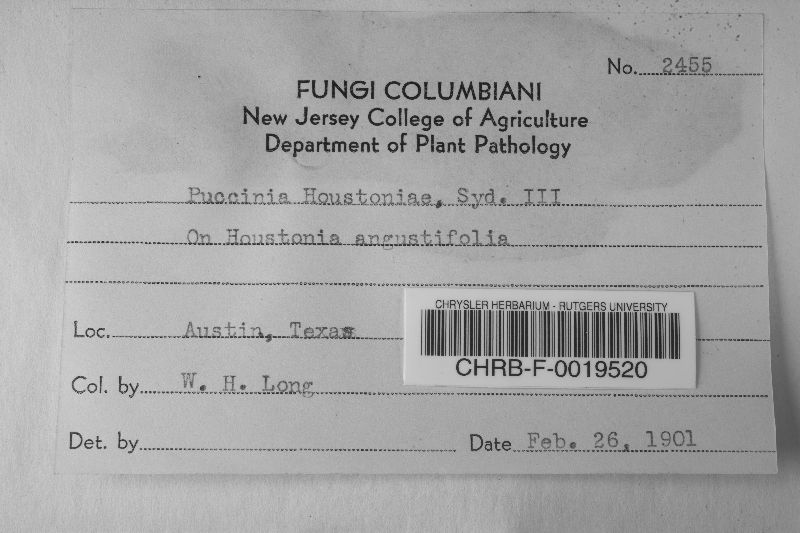 No. 2455
FUNGI COLUMBIANI
New Jersey College of Agriculture
Department of Plant Pathology
Puccinia Houstoniae, Syd. III
On Houstonia angustifolia
Loc. Austin, Texas
CHRYSLER HERBARIUM - RUTGERS UNIVERSITY
CHRB-F-0019520
Col. by W. H. Long
Det. by
Date Feb. 26, 1901